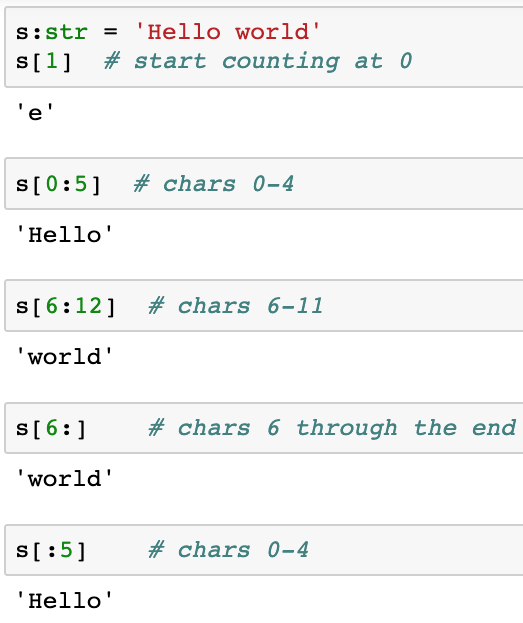 s:str = 'Hello world'
s[1]  # start counting at 0
'e'
s[0:5]  # chars 0-4
'Hello'
s[6:12]  # chars 6-11
'world'
s[6:]    # chars 6 through the end
'world'
s[:5]    # chars 0-4
'Hello'